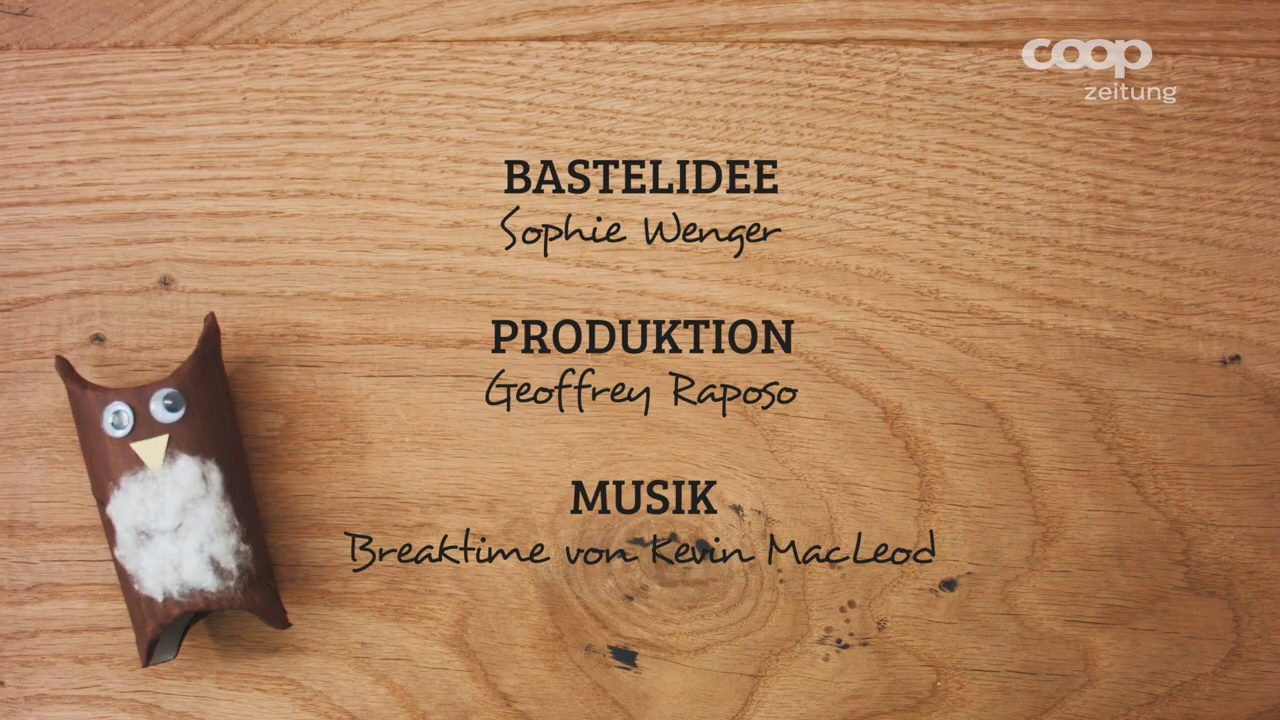 coop
zeitung
BASTELIDEE
Sophie Wenger
PRODUKTION
Geoffrey Raposo
MUSIK
Breaktime von Kevin MacLeod